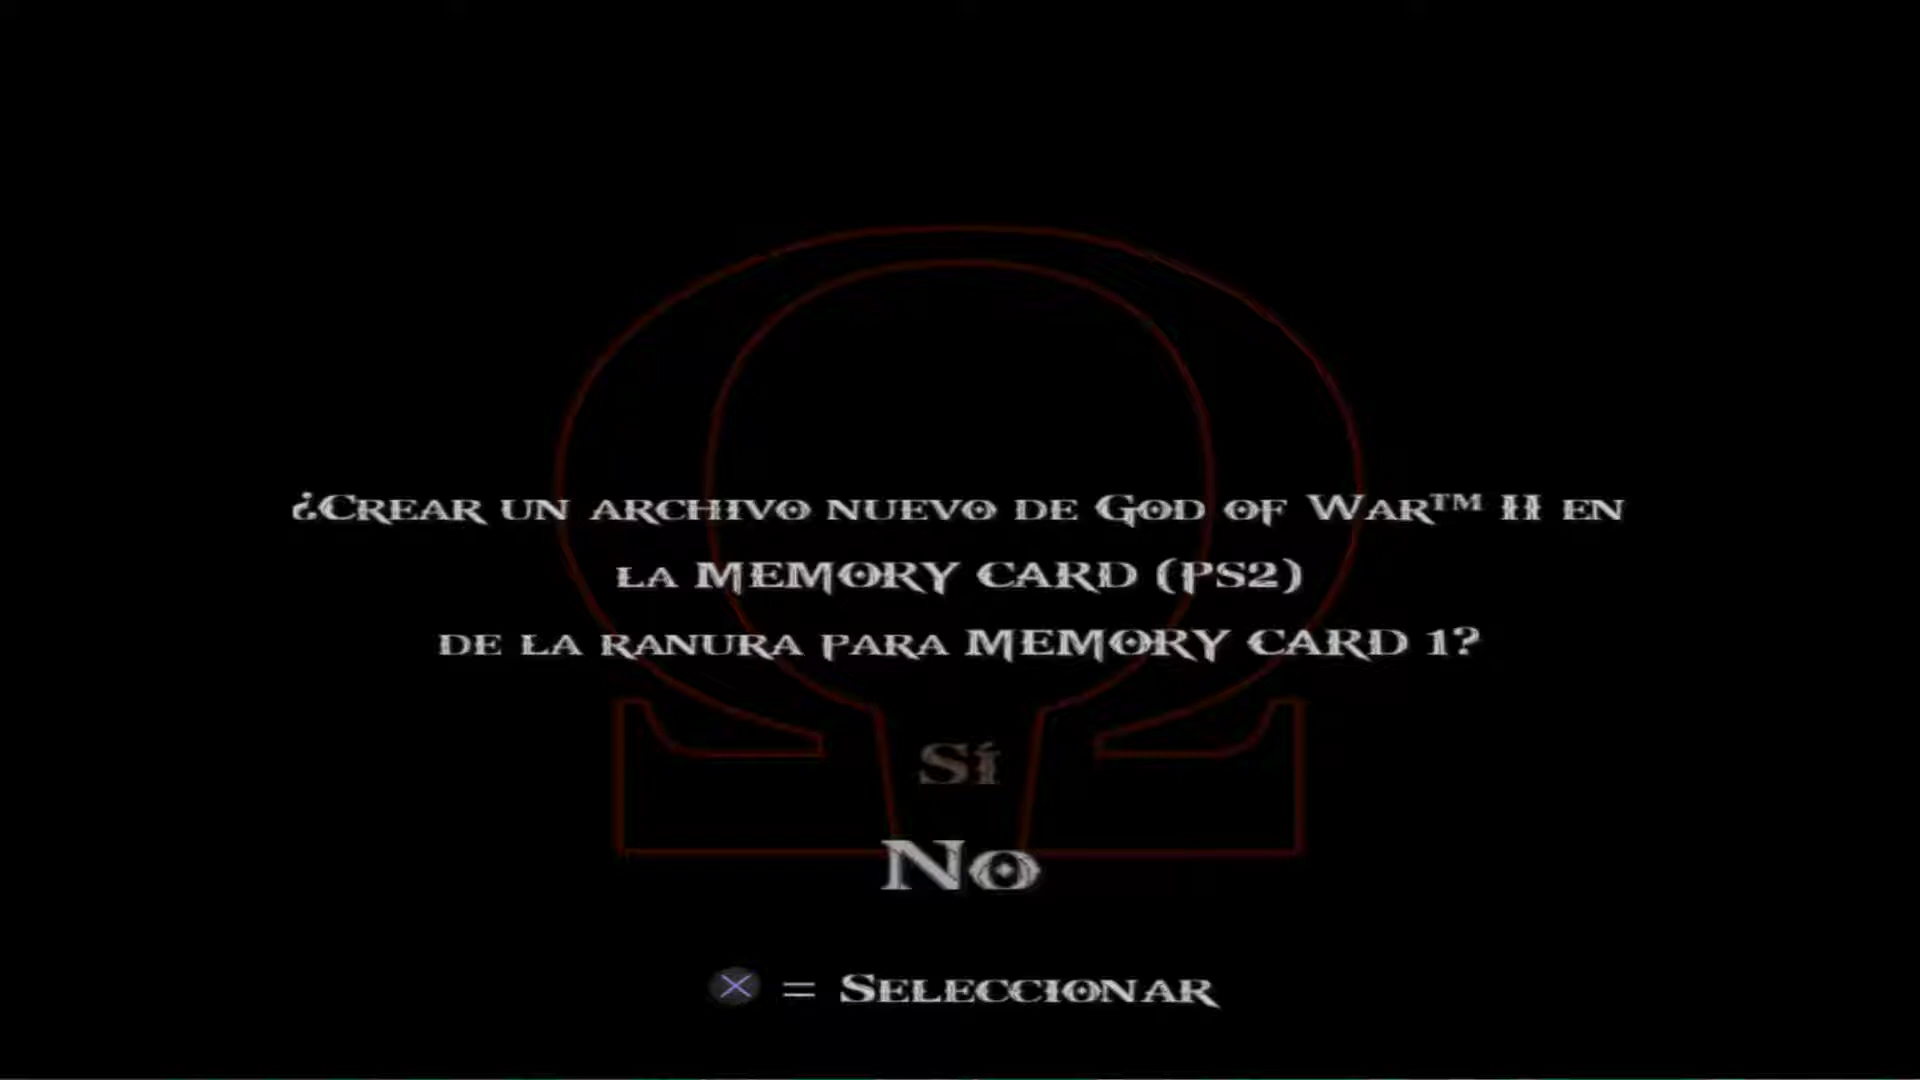 ¿Crear un archivo nuevo de God of War™ II en
la MEMORY CARD (PS2)
de la ranura para MEMORY CARD 1?
Sí
No
= Seleccionar